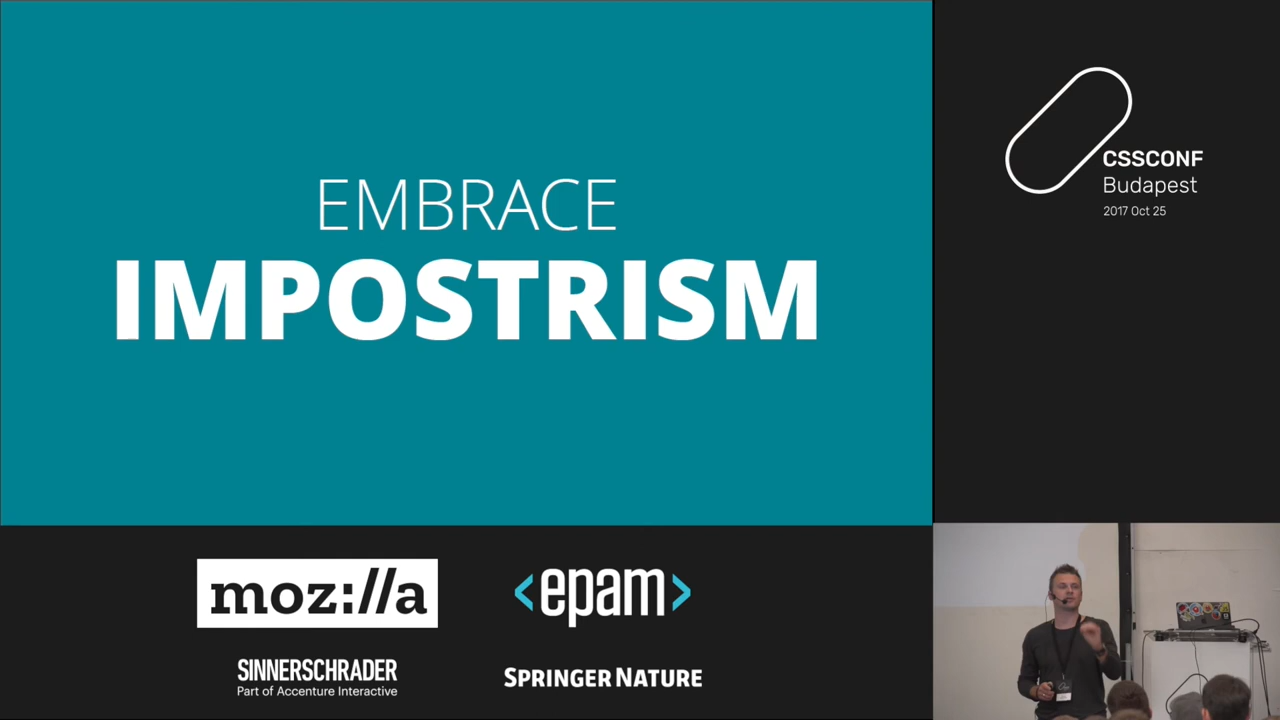 EMBRACE
IMPOSTRISM
CSSCONF
Budapest
2017 Oct 25
moz://a
<epam>
SINNERSCHRADER
Part of Accenture Interactive
SPRINGER NATURE